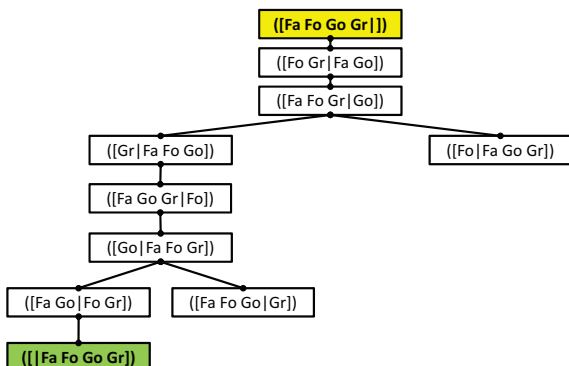 ([Fa Fo Go Gr|])
([Fo Gr|Fa Go])
([Fa Fo Gr|Go])
([Gr|Fa Fo Go])
([Fo|Fa Go Gr])
([Fa Go Gr|Fo])
([Go|Fa Fo Gr])
([Fa Go|Fo Gr])
([Fa Fo Go|Gr])
([|Fa Fo Go Gr])